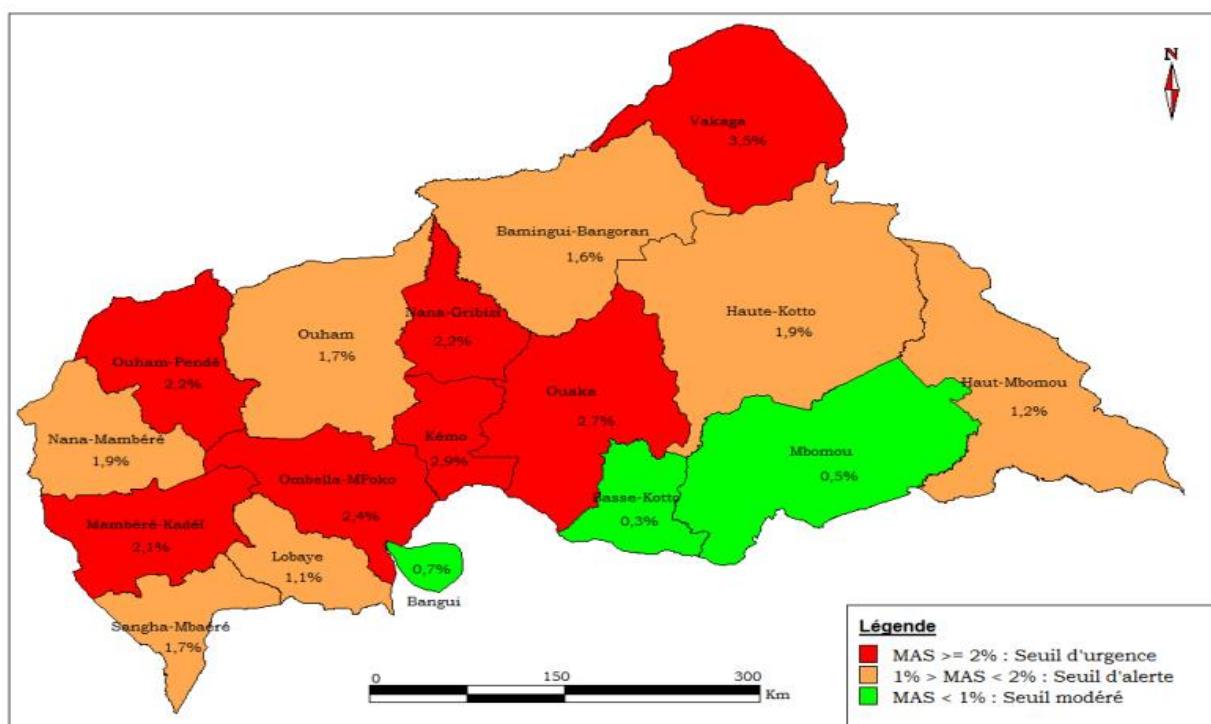 N
Vakaga
3,5%
Bamingui-Bangoran
1,6%
Nana-Gribizi
2,2%
Haute-Kotto
1,9%
Ouham
1,7%
Ouham-Pendé
2,2%
Ouaka
2,7%
Haut-Mbomou
1,2%
Nana-Mambéré
1,9%
Kémo
2,9%
Mbomou
0,5%
Ombella-MPoko
2,4%
Basse-Kotto
0,3%
Mambéré-Kadéï
2,1%
Lobaye
1,1%
0,7%
Bangui
Sangha-Mbaéré
1,7%
Légende
MAS >= 2% : Seuil d'urgence
1% > MAS < 2% : Seuil d'alerte
MAS < 1% : Seuil modéré
0 150 300
Km